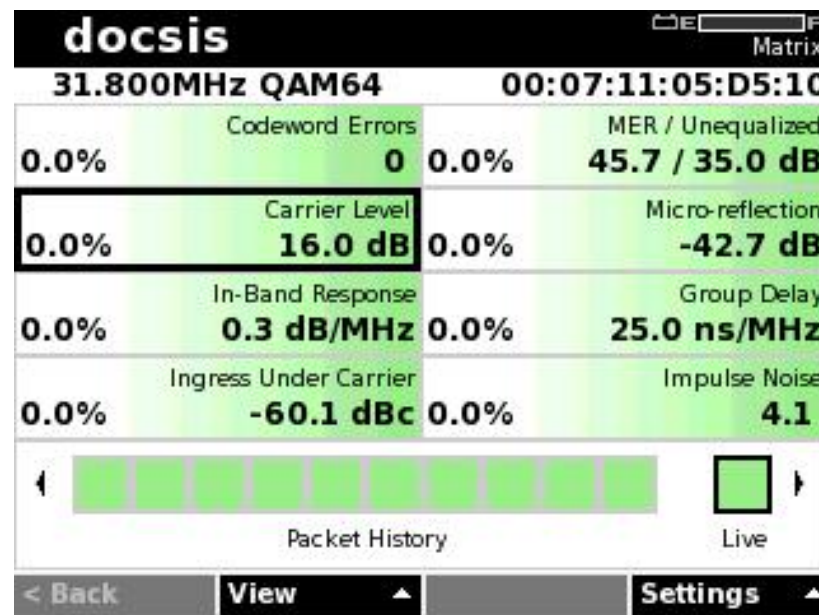 docsis
E F
Matrix
31.800MHz QAM64 00:07:11:05:D5:10
Codeword Errors
0.0% 0
MER / Unequalized
0.0% 45.7 / 35.0 dB
Carrier Level
0.0% 16.0 dB
Micro-reflection
0.0% -42.7 dB
In-Band Response
0.0% 0.3 dB/MHz
Group Delay
0.0% 25.0 ns/MHz
Ingress Under Carrier
0.0% -60.1 dBc
Impulse Noise
0.0% 4.1
Packet History
Live
< Back View Settings